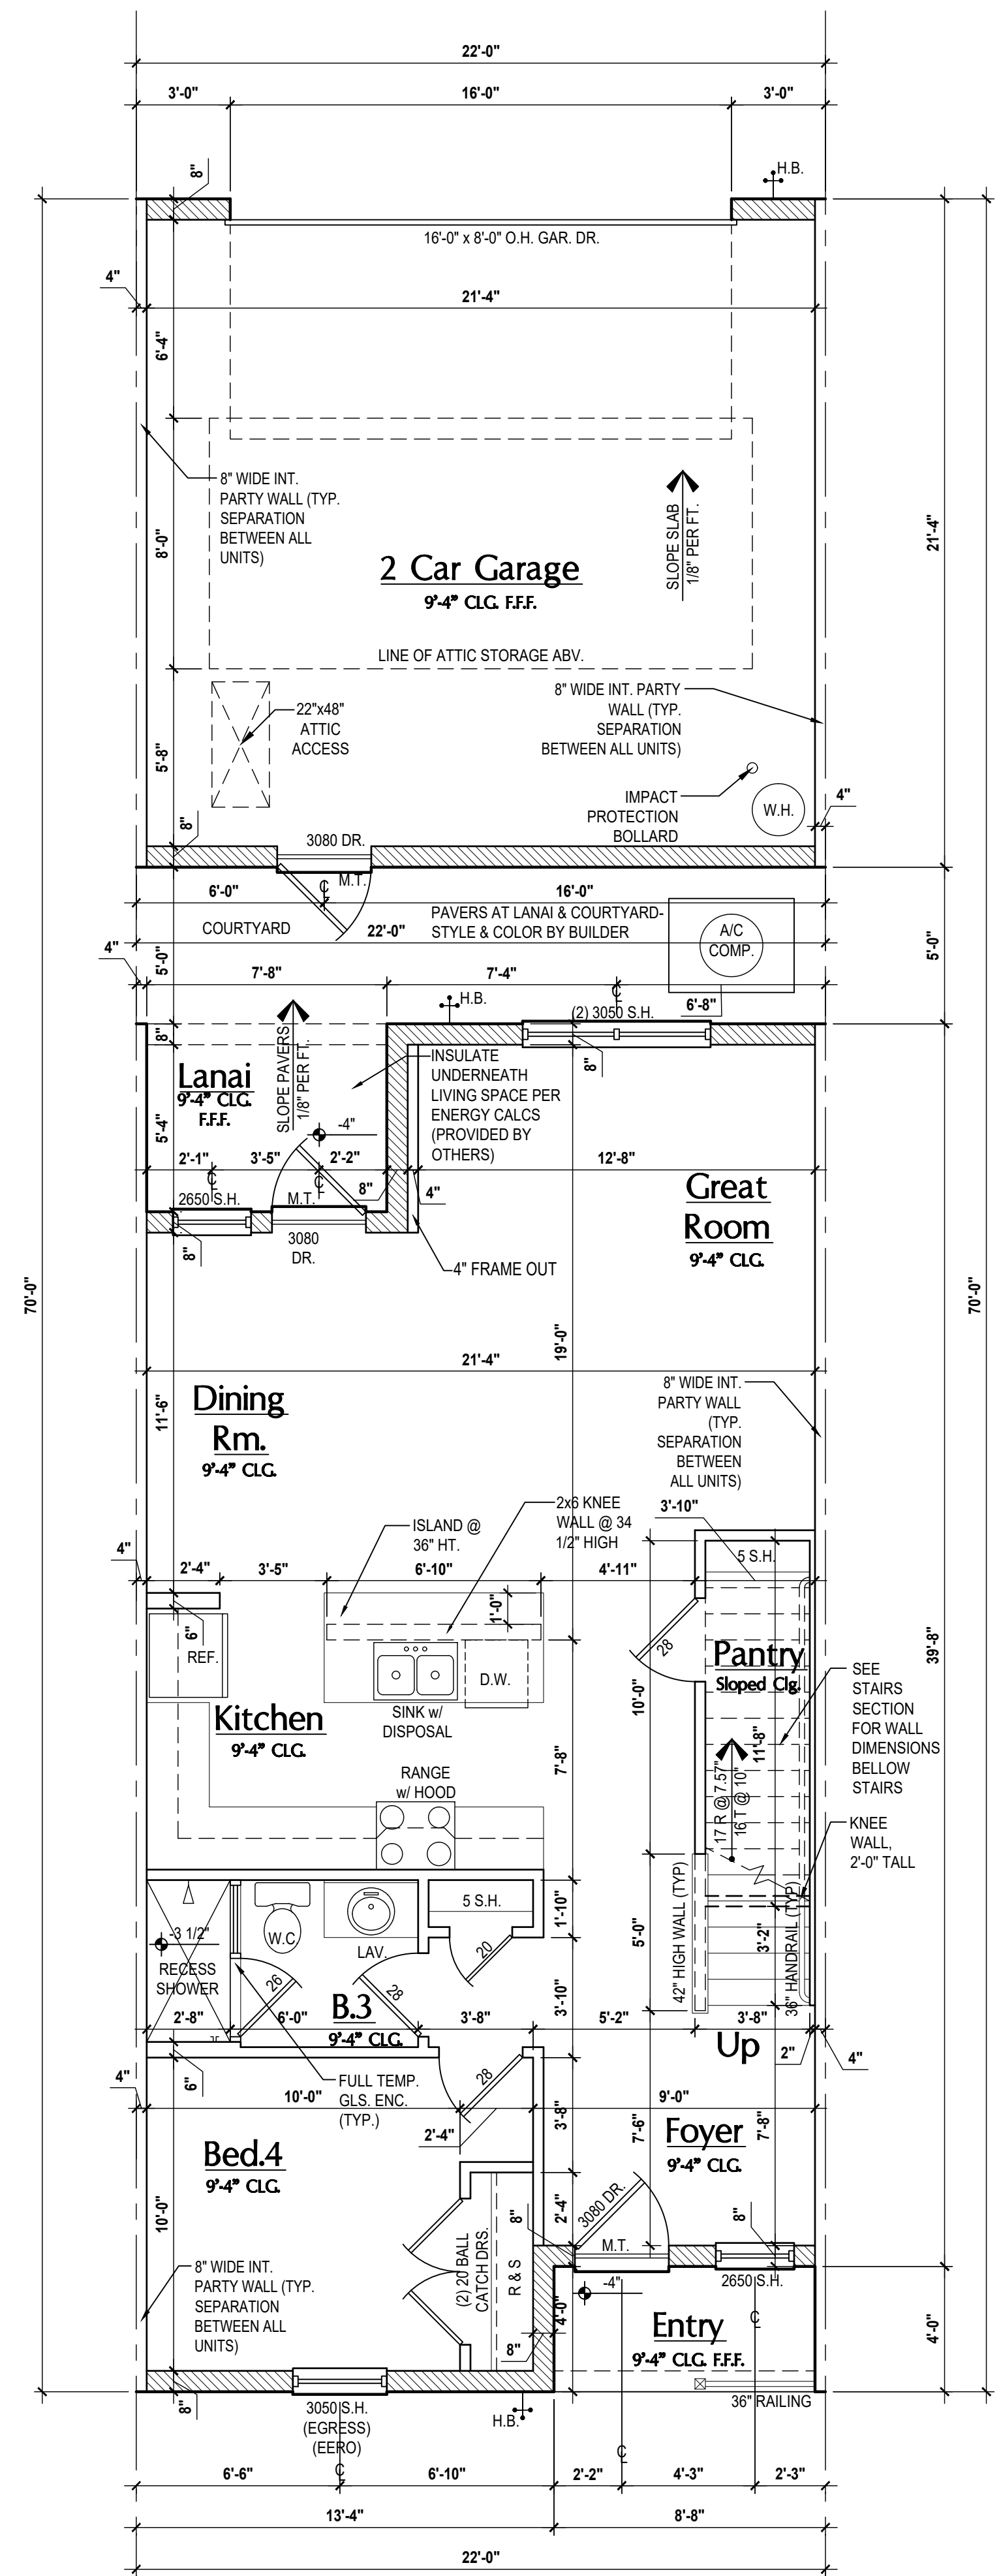 22'-0"
3'-0"
16'-0"
3'-0"
8"
H.B.
16'-0" x 8'-0" O.H. GAR. DR.
4"
21'-4"
6'-4"
8" WIDE INT.
PARTY WALL (TYP.
SEPARATION
BETWEEN ALL
UNITS)
SLOPE SLAB
1/8" PER FT.
8'-0"
21'-4"
2 Car Garage
9'-4" CLG. F.F.F.
LINE OF ATTIC STORAGE ABV.
22"x48"
ATTIC
ACCESS
8" WIDE INT. PARTY
WALL (TYP.
SEPARATION
BETWEEN ALL UNITS)
5'-8"
IMPACT
PROTECTION
BOLLARD
W.H.
4"
8"
3080 DR.
M.T.
6'-0"
℄
16'-0"
COURTYARD
22'-0"
PAVERS AT LANAI & COURTYARD-
STYLE & COLOR BY BUILDER
A/C
COMP.
4"
5'-0"
5'-0"
7'-8"
7'-4"
℄
6'-8"
H.B.
(2) 3050 S.H.
8"
8"
Lanai
9'-4" CLG.
F.F.F.
SLOPE PAVERS
1/8" PER FT.
INSULATE
UNDERNEATH
LIVING SPACE PER
ENERGY CALCS
(PROVIDED BY
OTHERS)
5'-4"
-4"
2'-1"
3'-5"
2'-2"
12'-8"
℄
℄
8"
4"
2650 S.H.
M.T.
Great
Room
9'-4" CLG.
8"
3080
DR.
4" FRAME OUT
70'-0"
70'-0"
19'-0"
21'-4"
Dining
Rm.
9'-4" CLG.
11'-6"
8" WIDE INT.
PARTY WALL
(TYP.
SEPARATION
BETWEEN
ALL UNITS)
ISLAND @
36" HT.
2x6 KNEE
WALL @ 34
1/2" HIGH
3'-10"
5 S.H.
4"
2'-4"
3'-5"
6'-10"
4'-11"
1'-0"
6"
REF.
28
Pantry
Sloped Clg.
D.W.
SINK w/
DISPOSAL
10'-0"
39'-8"
SEE
STAIRS
SECTION
FOR WALL
DIMENSIONS
BELLOW
STAIRS
Kitchen
9'-4" CLG.
11'-8"
RANGE
w/ HOOD
7'-8"
17 R @ 7.57"
16 T @ 10"
KNEE
WALL,
2'-0" TALL
5 S.H.
1'-10"
W.C.
LAV.
-3 1/2"
RECESS
SHOWER
20
5'-0"
42" HIGH WALL (TYP)
3'-2"
36" HANDRAIL (TYP)
26
28
3'-10"
B.3
9'-4" CLG.
2'-8"
6'-0"
3'-8"
5'-2"
3'-8"
Up
2"
4"
6"
4"
FULL TEMP.
GLS. ENC.
(TYP.)
28
10'-0"
9'-0"
2'-4"
3'-8"
7'-6"
7'-8"
Foyer
9'-4" CLG.
Bed.4
9'-4" CLG.
10'-0"
2'-4"
8"
3080 DR.
8"
M.T.
(2) 20 BALL
CATCH DRS.
R & S
8" WIDE INT.
PARTY WALL (TYP.
SEPARATION
BETWEEN ALL
UNITS)
-4"
2650 S.H.
4'-0"
℄
Entry
9'-4" CLG. F.F.F.
4'-0"
8"
8"
3050 S.H.
(EGRESS)
(EERO)
H.B.
36" RAILING
℄
℄
6'-6"
6'-10"
2'-2"
4'-3"
2'-3"
13'-4"
8'-8"
22'-0"